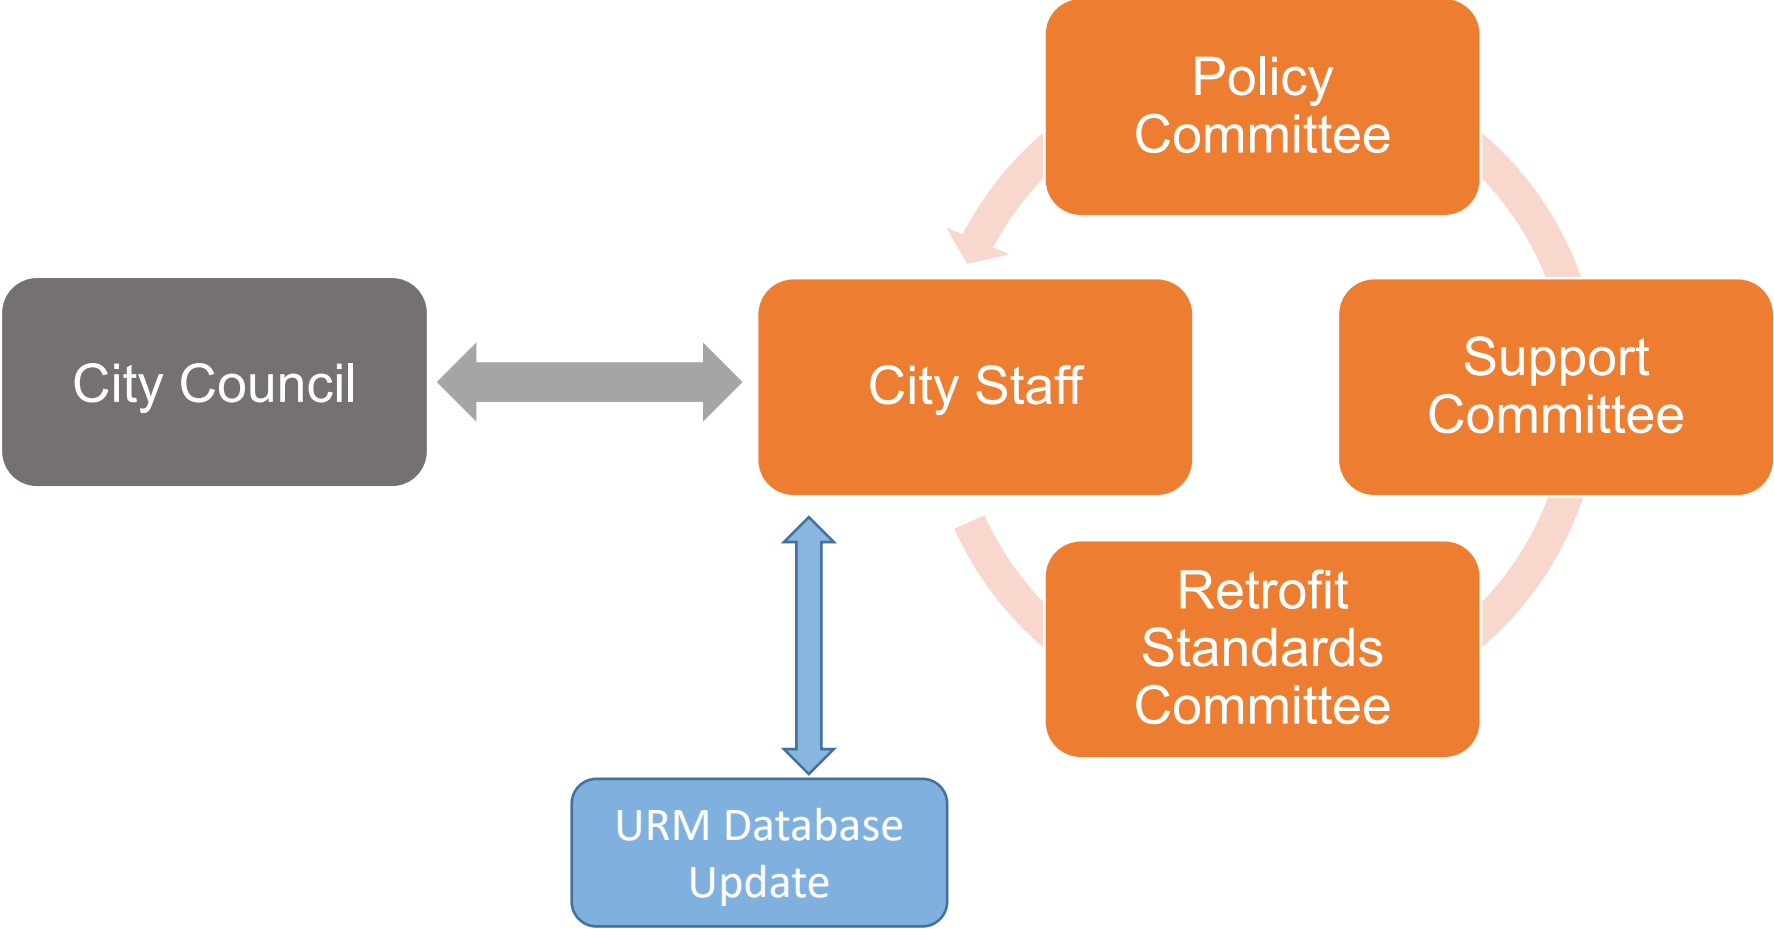 Policy
Committee
City Council
City Staff
Support
Committee
Retrofit
Standards
Committee
URM Database
Update